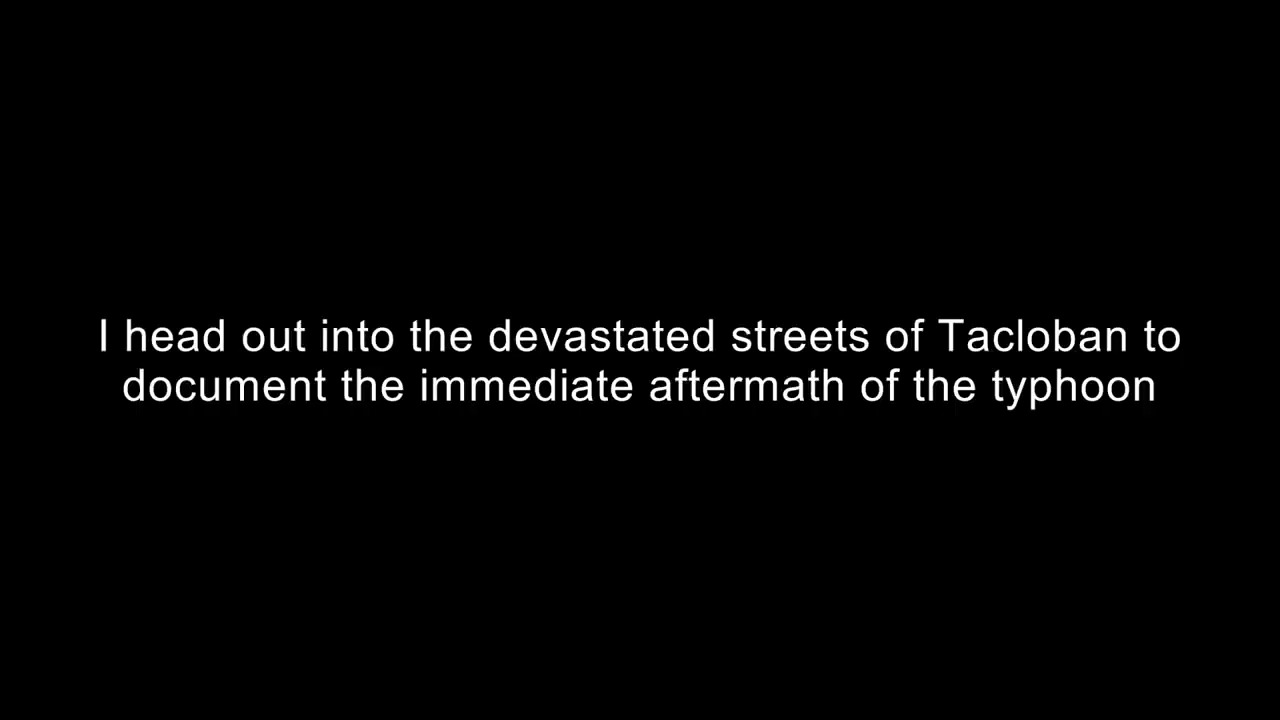 I head out into the devastated streets of Tacloban to
document the immediate aftermath of the typhoon